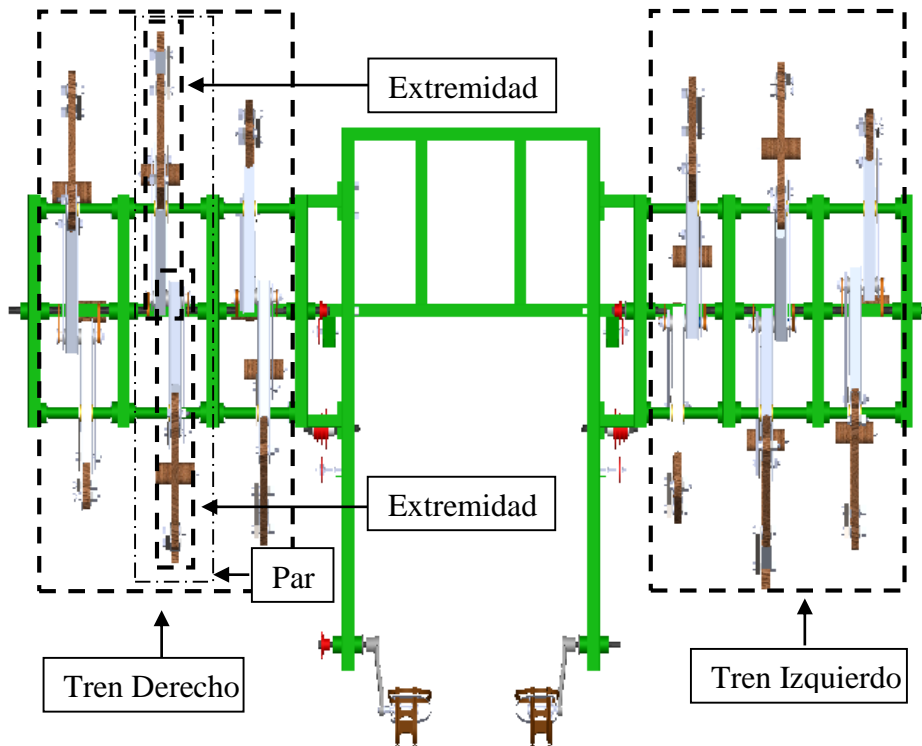 Extremidad
Extremidad
Par
Tren Derecho
Tren Izquierdo